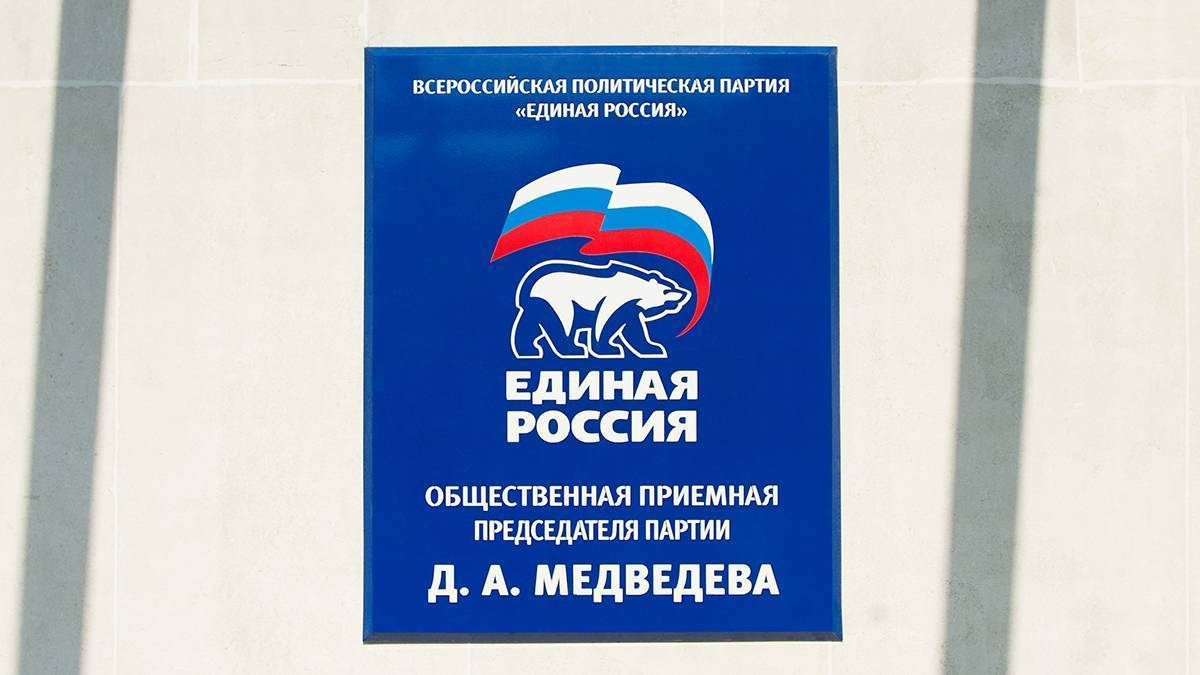 ВСЕРОССИЙСКАЯ ПОЛИТИЧЕСКАЯ ПАРТИЯ
«ЕДИНАЯ РОССИЯ»
ЕДИНАЯ
РОССИЯ
ОБЩЕСТВЕННАЯ ПРИЕМНАЯ
ПРЕДСЕДАТЕЛЯ ПАРТИИ
Д. А. МЕДВЕДЕВА